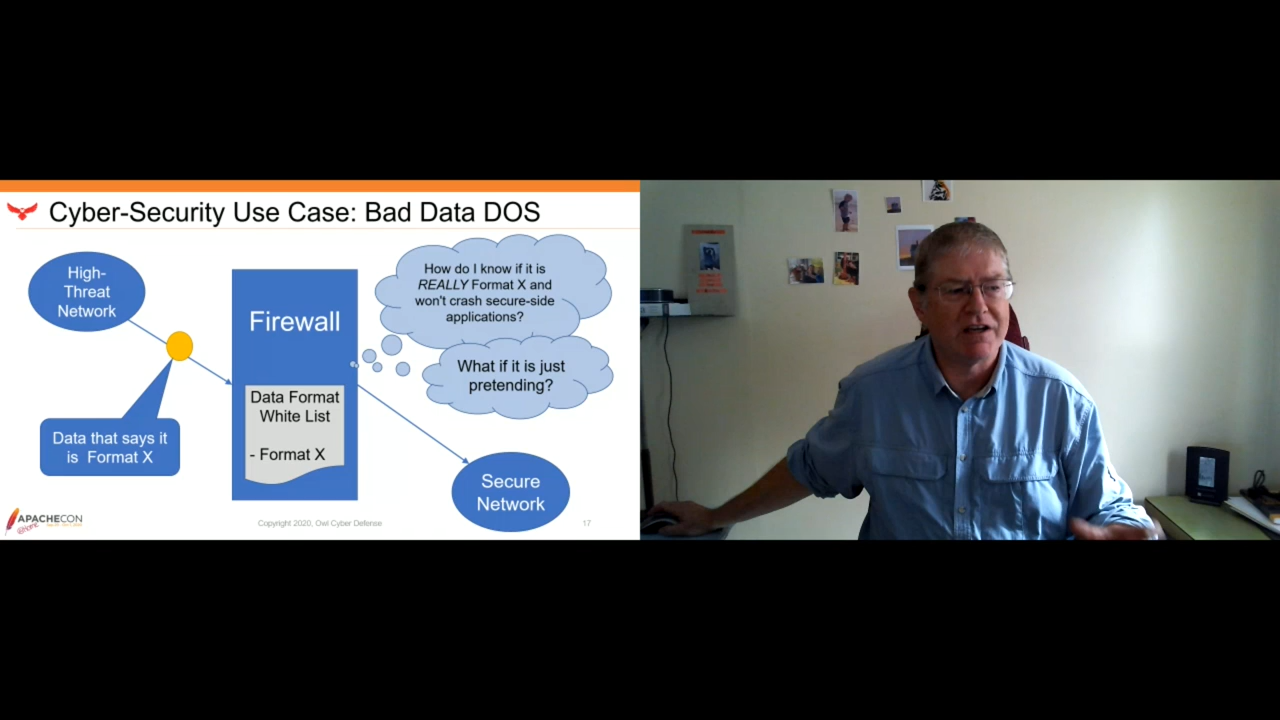 Cyber-Security Use Case: Bad Data DOS
High-
Threat
Network
Firewall
How do I know if it is
REALLY Format X and
won't crash secure-side
applications?
What if it is just
pretending?
Data Format
White List
- Format X
Data that says it
is Format X
Secure
Network
APACHECON
@Home
Copyright 2020, Owl Cyber Defense
17